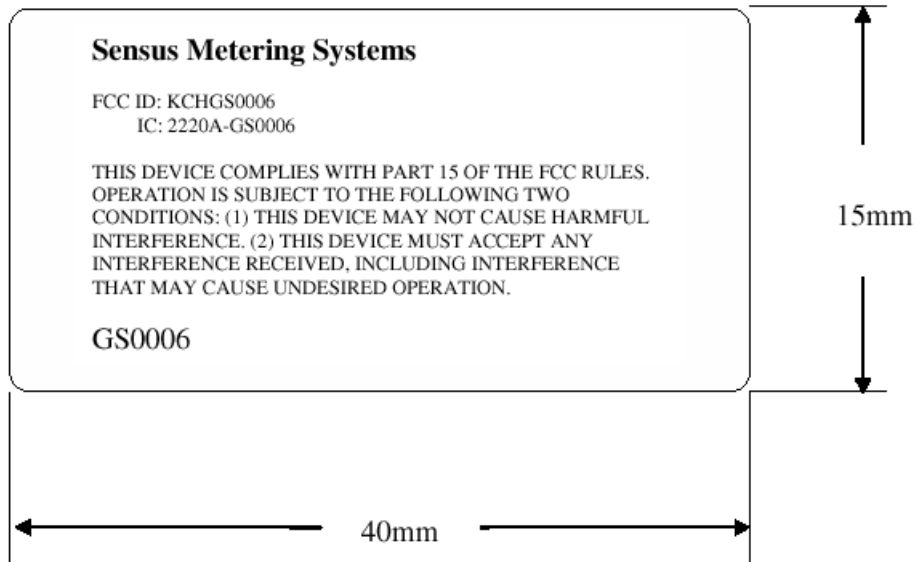 Sensus Metering Systems
FCC ID: KCHGS0006
IC: 2220A-GS0006
THIS DEVICE COMPLIES WITH PART 15 OF THE FCC RULES.
OPERATION IS SUBJECT TO THE FOLLOWING TWO
CONDITIONS: (1) THIS DEVICE MAY NOT CAUSE HARMFUL
INTERFERENCE. (2) THIS DEVICE MUST ACCEPT ANY
INTERFERENCE RECEIVED, INCLUDING INTERFERENCE
THAT MAY CAUSE UNDESIRED OPERATION.
GS0006
15mm
40mm